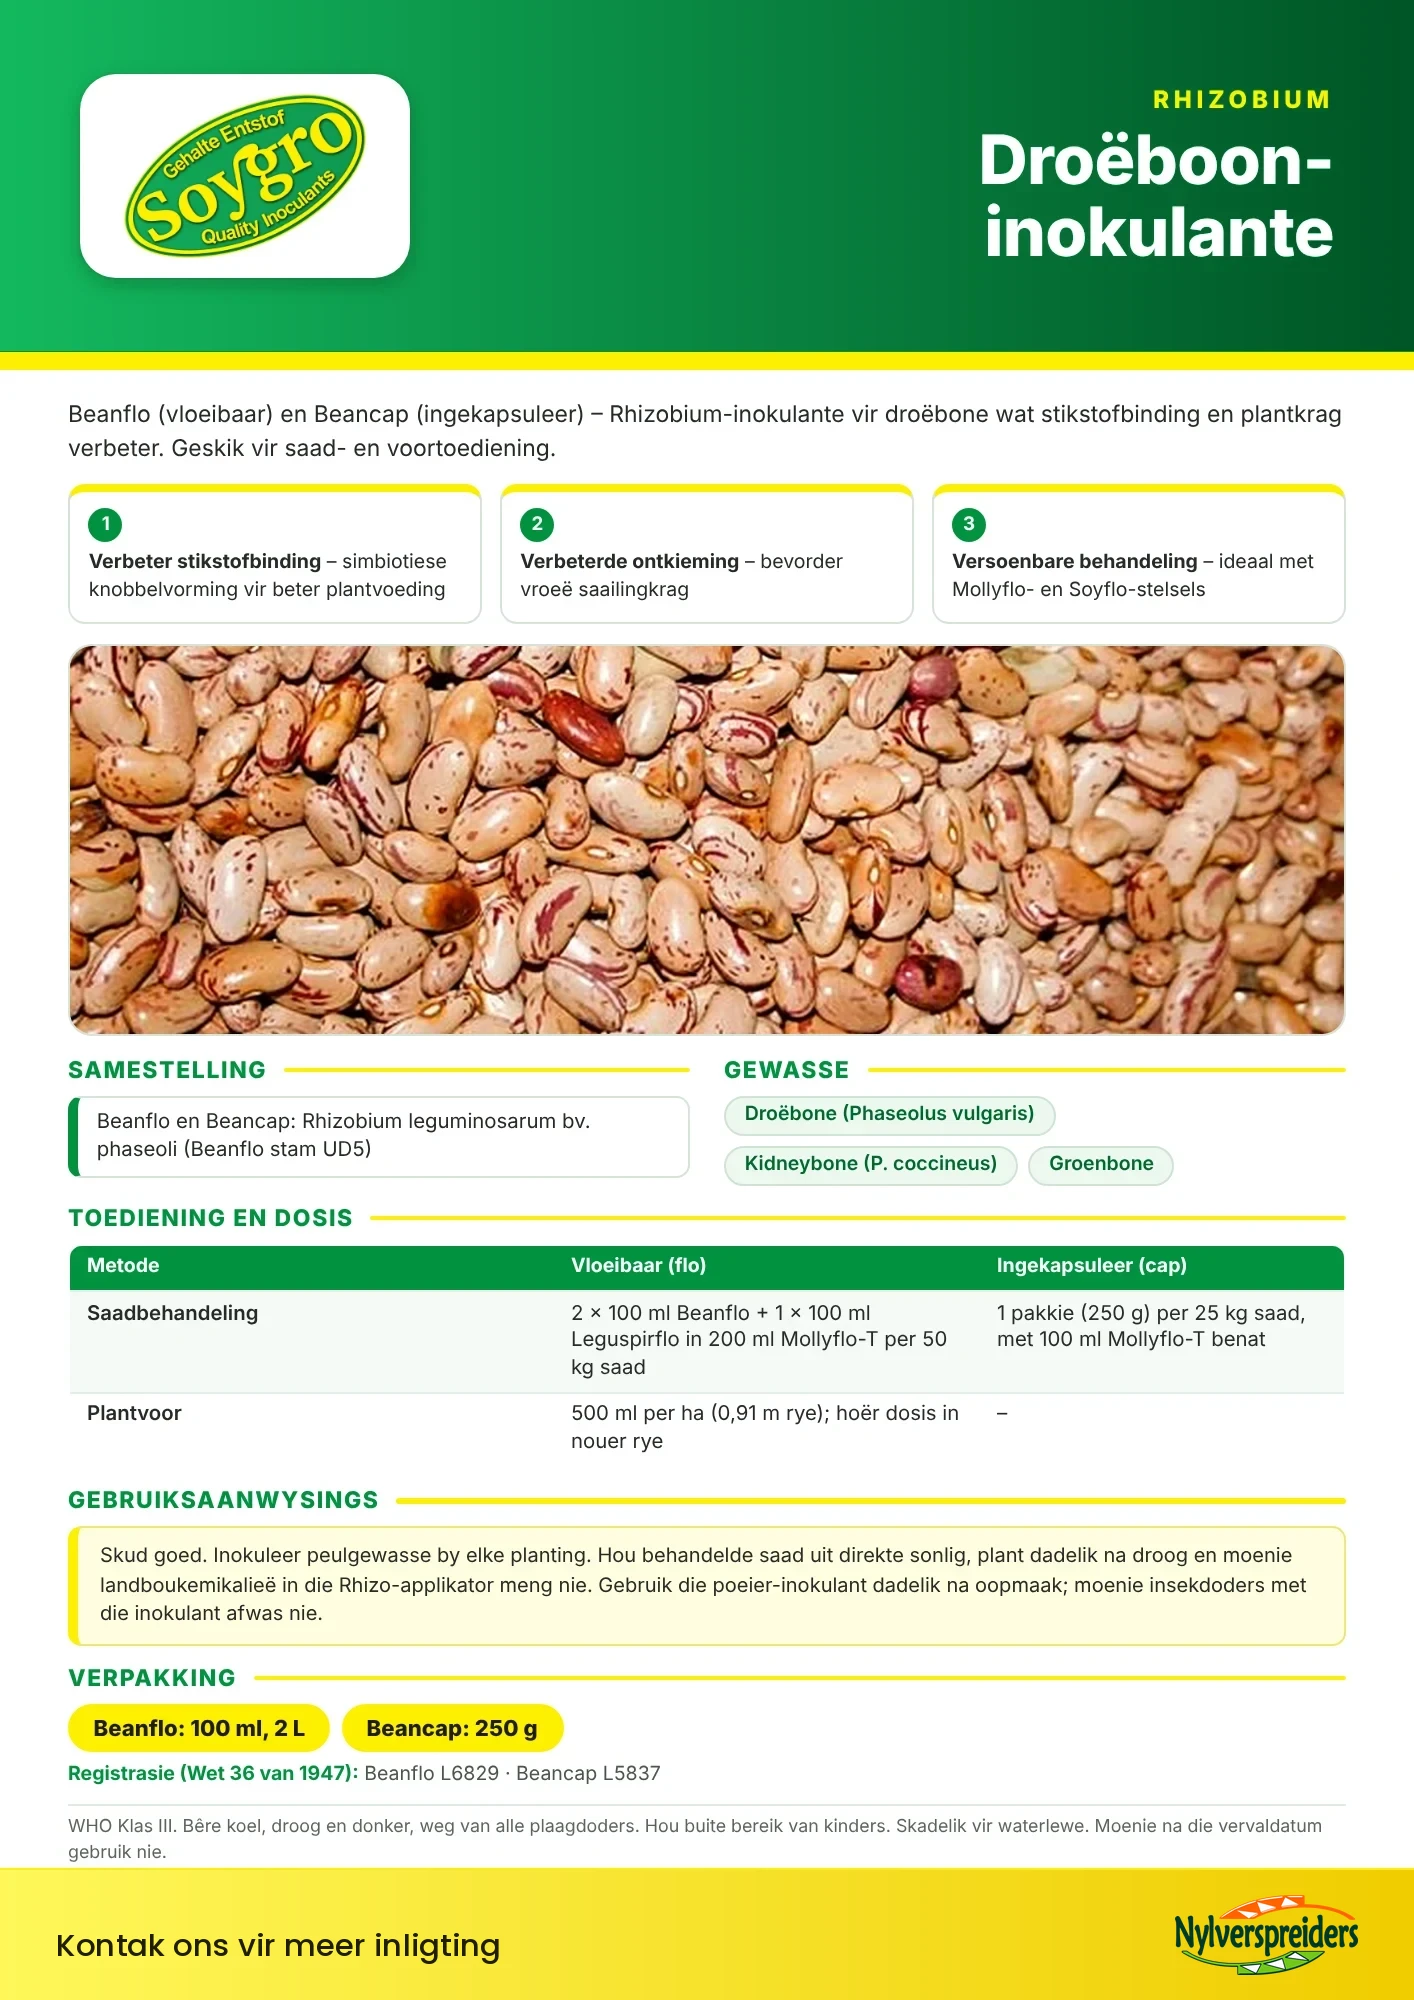 Gehalte Entstof
Soygro
Quality Inoculants
RHIZOBIUM
Droëboon-
inokulante
Beanflo (vloeibaar) en Beancap (ingekapsuleer) – Rhizobium-inokulante vir droëbone wat stikstofbinding en plantkrag
verbeter. Geskik vir saad- en voortoediening.
1
Verbeter stikstofbinding – simbiotiese
knobbelvorming vir beter plantvoeding
2
Verbeterde ontkieming – bevorder
vroeë saailingkrag
3
Versoenbare behandeling – ideaal met
Mollyflo- en Soyflo-stelsels
SAMESTELLING
Beanflo en Beancap: Rhizobium leguminosarum bv.
phaseoli (Beanflo stam UD5)
GEWASSE
Droëbone (Phaseolus vulgaris)
Kidneybone (P. coccineus) Groenbone
TOEDIENING EN DOSIS
Metode Vloeibaar (flo) Ingekapsuleer (cap)
Saadbehandeling 2 × 100 ml Beanflo + 1 × 100 ml 1 pakkie (250 g) per 25 kg saad,
Leguspirflo in 200 ml Mollyflo-T per 50 met 100 ml Mollyflo-T benat
kg saad
Plantvoor 500 ml per ha (0,91 m rye); hoër dosis in –
nouer rye
GEBRUIKSAANWYSINGS
Skud goed. Inokuleer peulgewasse by elke planting. Hou behandelde saad uit direkte sonlig, plant dadelik na droog en moenie
landboukemikalieë in die Rhizo-applikator meng nie. Gebruik die poeier-inokulant dadelik na oopmaak; moenie insekdoders met
die inokulant afwas nie.
VERPAKKING
Beanflo: 100 ml, 2 L Beancap: 250 g
Registrasie (Wet 36 van 1947): Beanflo L6829 · Beancap L5837
WHO Klas III. Bêre koel, droog en donker, weg van alle plaagdoders. Hou buite bereik van kinders. Skadelik vir waterlewe. Moenie na die vervaldatum
gebruik nie.
Kontak ons vir meer inligting
Nylverspreiders